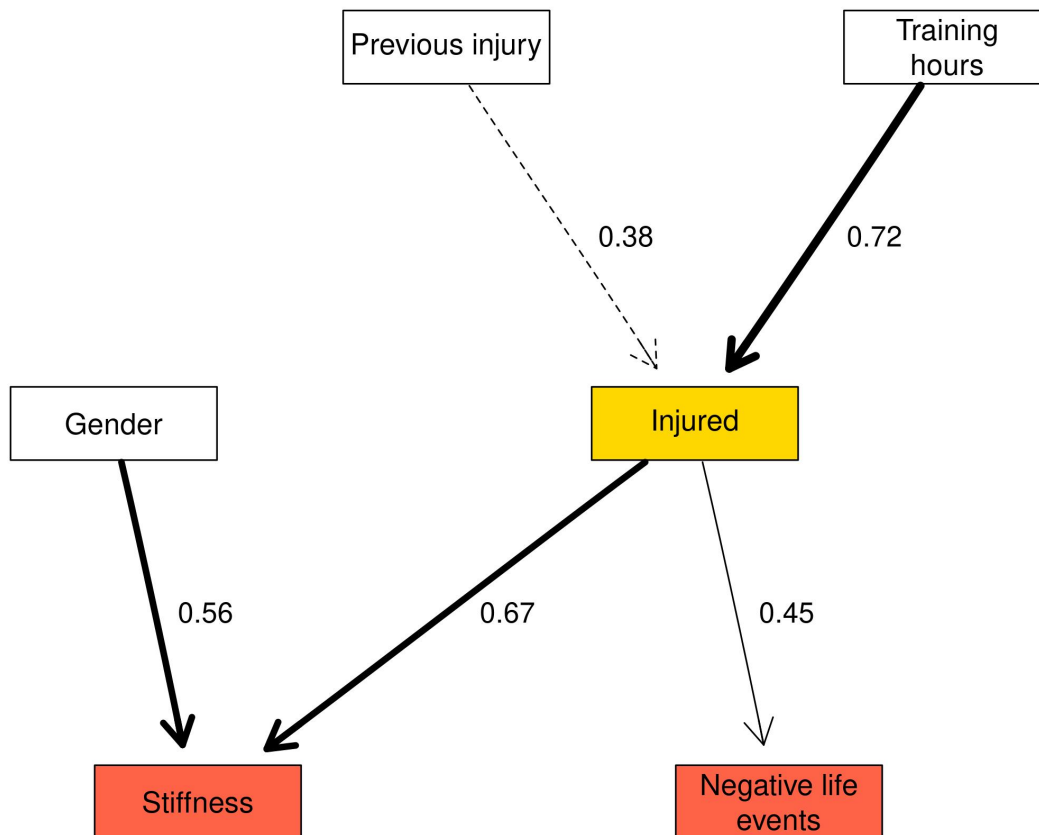 Previous injury
Training
hours
0.38
0.72
Gender
Injured
0.56
0.67
0.45
Stiffness
Negative life
events